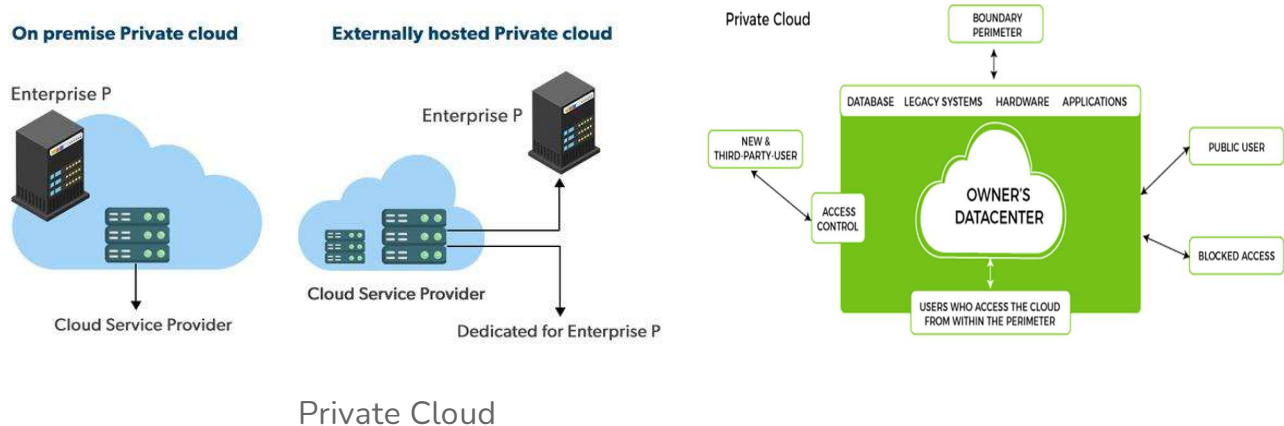 On premise Private cloud
Enterprise P
Cloud Service Provider
Externally hosted Private cloud
Enterprise P
Cloud Service Provider
Dedicated for Enterprise P
Private Cloud
BOUNDARY
PERIMETER
DATABASE LEGACY SYSTEMS HARDWARE APPLICATIONS
NEW &
THIRD-PARTY-USER
ACCESS
CONTROL
OWNER'S
DATACENTER
PUBLIC USER
BLOCKED ACCESS
USERS WHO ACCESS THE CLOUD
FROM WITHIN THE PERIMETER
Private Cloud